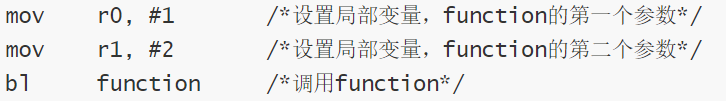 mov r0, #1 /*设置局部变量，function的第一个参数*/
mov r1, #2 /*设置局部变量，function的第二个参数*/
bl function /*调用function*/